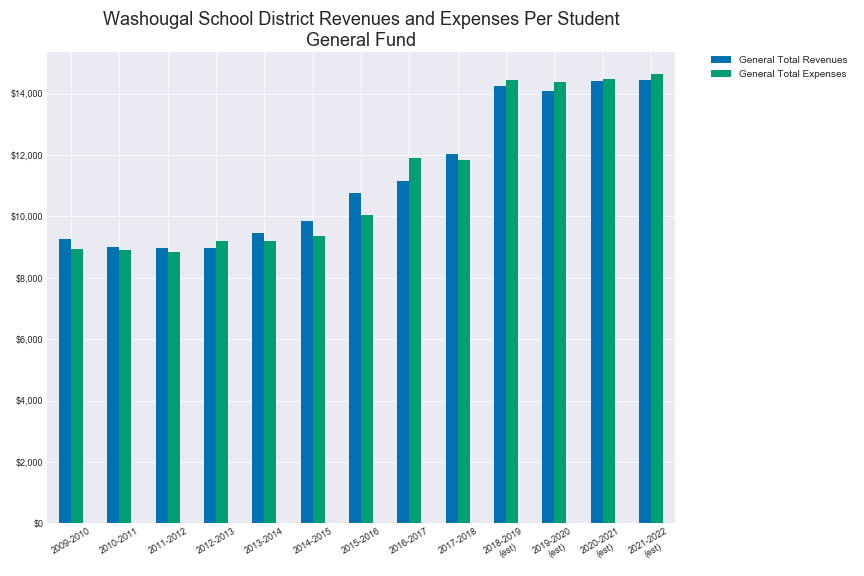 Washougal School District Revenues and Expenses Per Student
General Fund
General Total Revenues
General Total Expenses
$14,000
$12,000
$10,000
$8,000
$6,000
$4,000
$2,000
$0
2009-2010
2010-2011
2011-2012
2012-2013
2013-2014
2014-2015
2015-2016
2016-2017
2017-2018
2018-2019
(est)
2019-2020
(est)
2020-2021
(est)
2021-2022
(est)